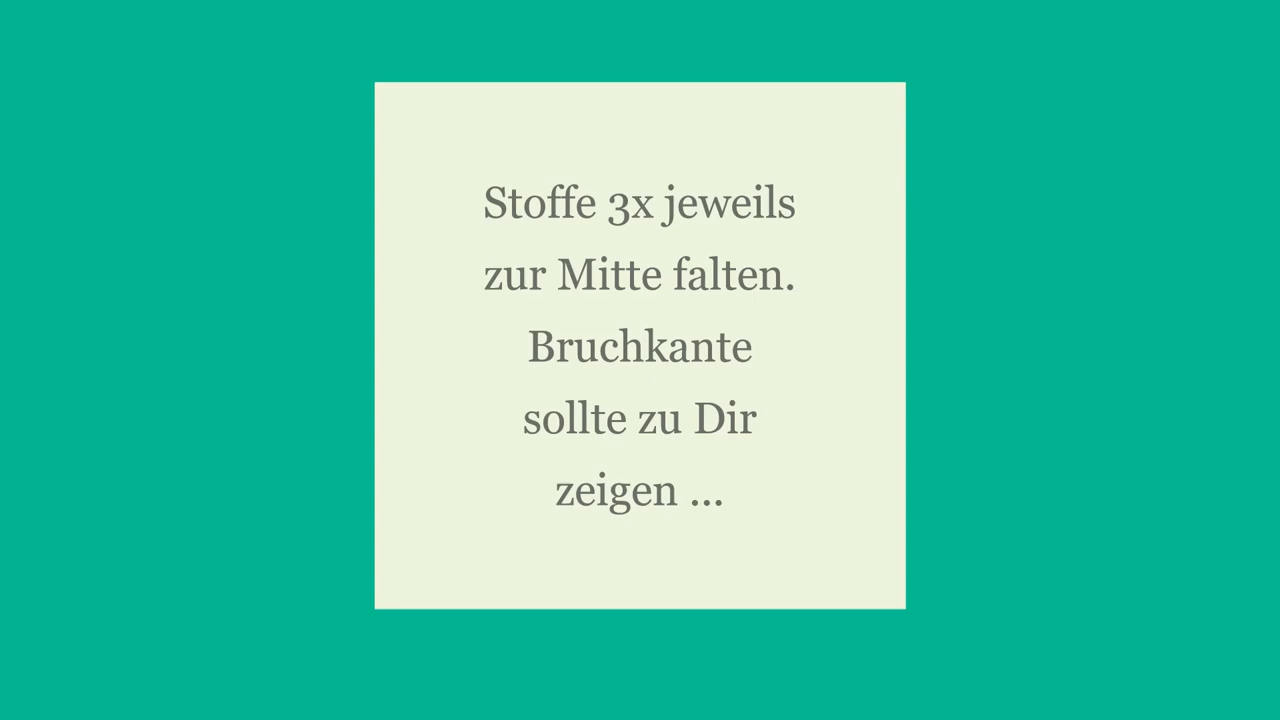 Stoffe 3x jeweils
zur Mitte falten.
Bruchkante
sollte zu Dir
zeigen ...